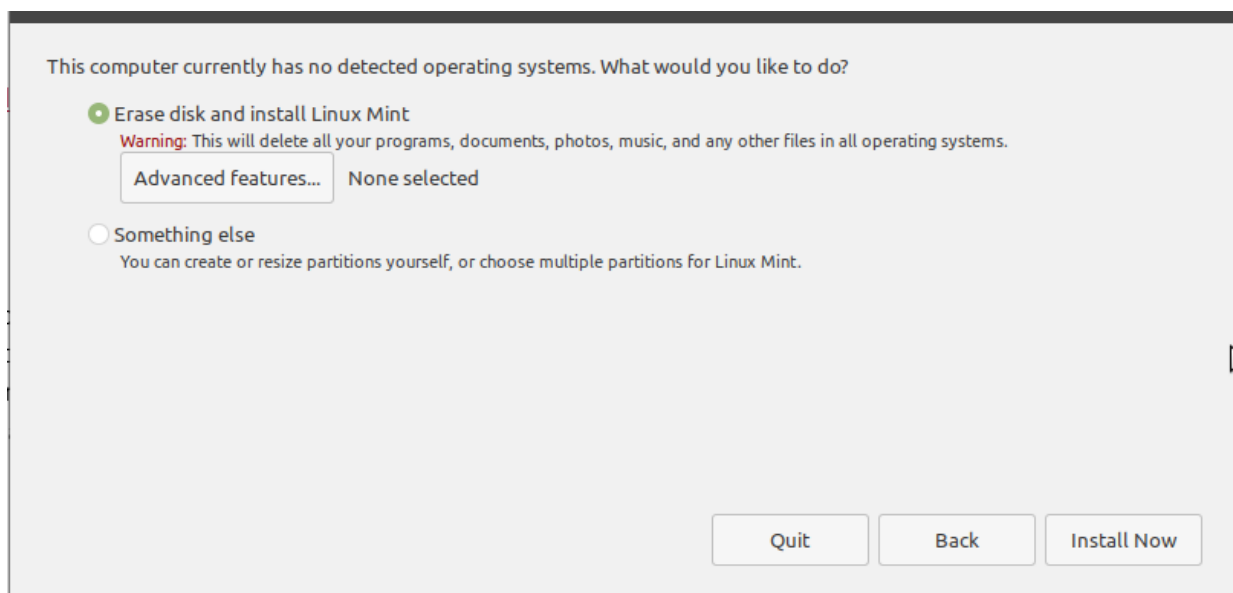 This computer currently has no detected operating systems. What would you like to do?
Erase disk and install Linux Mint
Warning: This will delete all your programs, documents, photos, music, and any other files in all operating systems.
Advanced features... None selected
Something else
You can create or resize partitions yourself, or choose multiple partitions for Linux Mint.
Quit Back Install Now